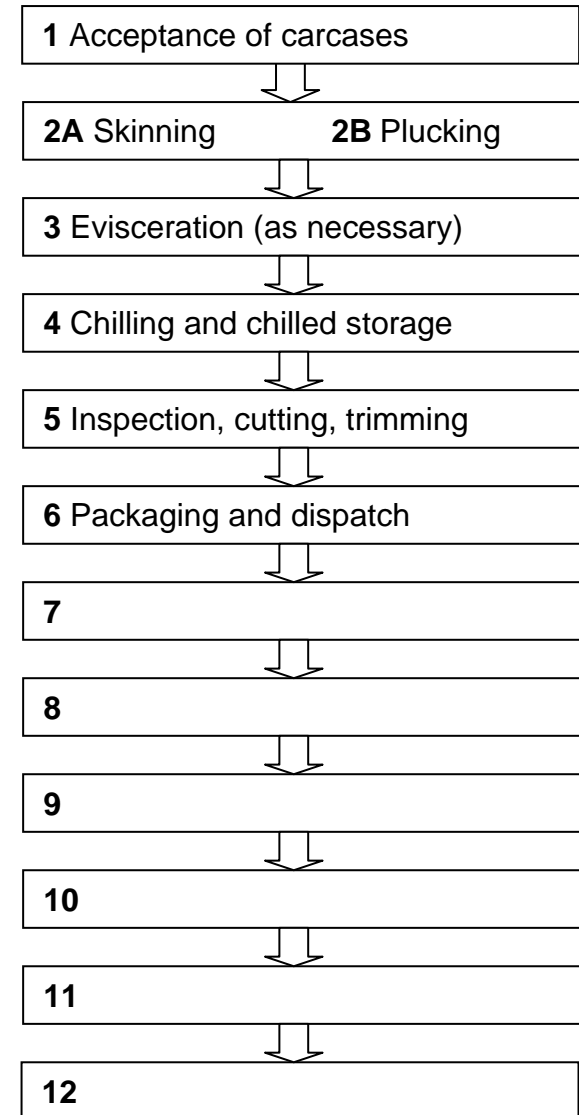 1 Acceptance of carcases
2A Skinning 2B Plucking
3 Evisceration (as necessary)
4 Chilling and chilled storage
5 Inspection, cutting, trimming
6 Packaging and dispatch
7
8
9
10
11
12